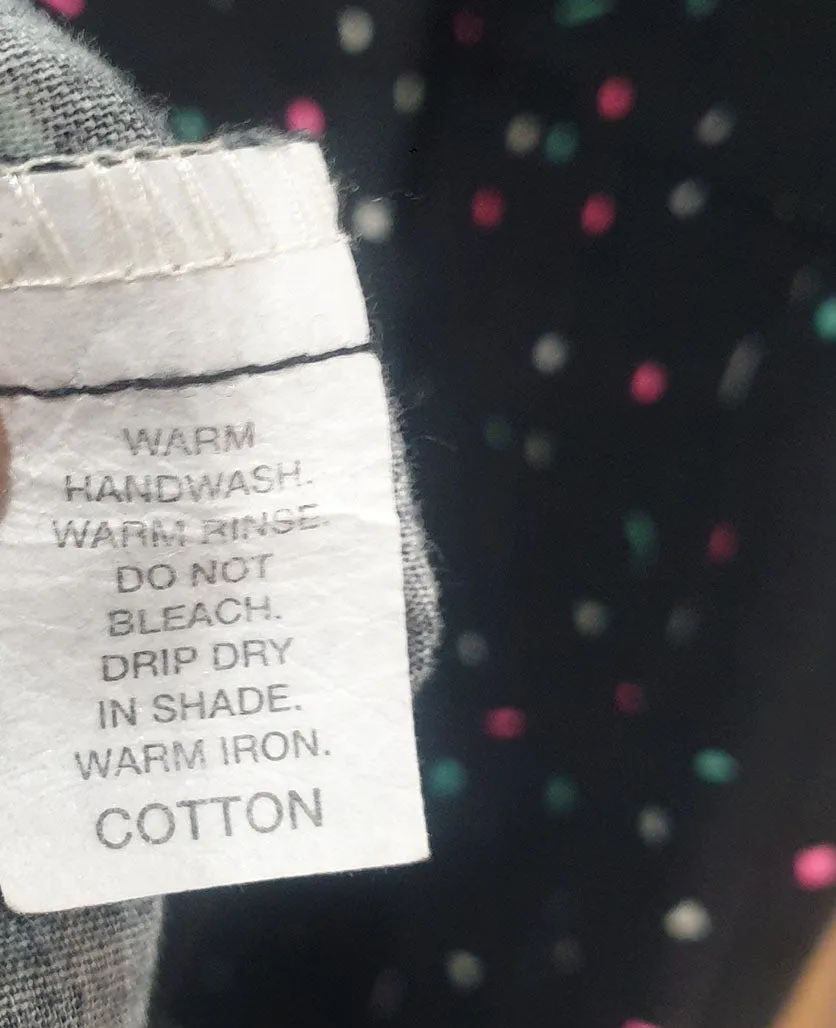 WARM
HANDWASH.
WARM RINSE.
DO NOT
BLEACH.
DRIP DRY
IN SHADE.
WARM IRON.
COTTON